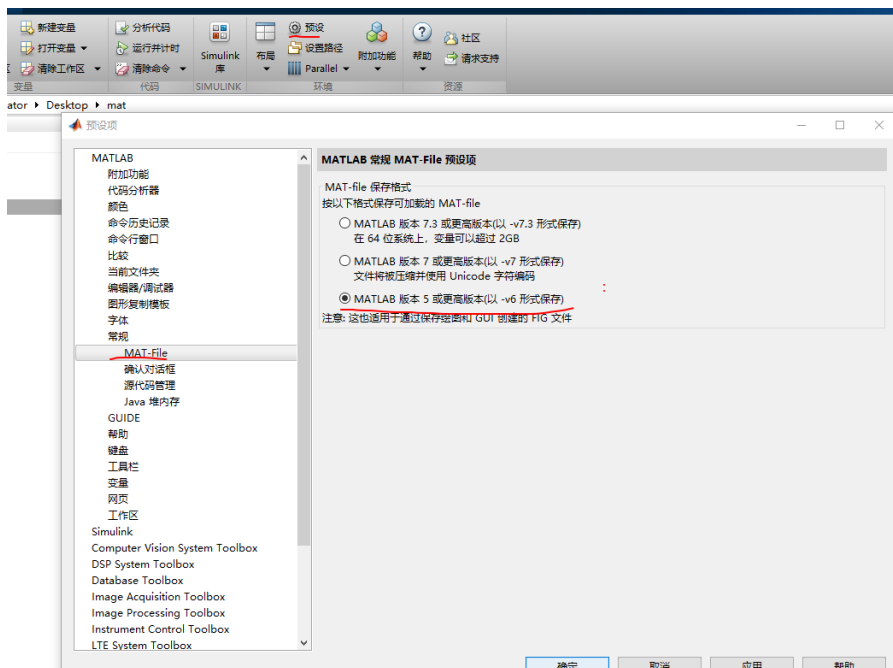 新建变量
分析代码
预设
社区
打开变量
运行并计时
Simulink
库
布局
设置路径
附加功能
帮助
请求支持
清除工作区
清除命令
Parallel
变量
代码
SIMULINK
环境
资源
ator ▸ Desktop ▸ mat
预设项
MATLAB
附加功能
代码分析器
颜色
命令历史记录
命令行窗口
比较
当前文件夹
编辑器/调试器
图形复制模板
字体
常规
MAT-File
确认对话框
源代码管理
Java 堆内存
GUIDE
帮助
键盘
工具栏
变量
网页
工作区
Simulink
Computer Vision System Toolbox
DSP System Toolbox
Database Toolbox
Image Acquisition Toolbox
Image Processing Toolbox
Instrument Control Toolbox
LTE System Toolbox
MATLAB 常规 MAT-File 预设项
MAT-file 保存格式
按以下格式保存可加载的 MAT-file
MATLAB 版本 7.3 或更高版本(以 -v7.3 形式保存)
在 64 位系统上，变量可以超过 2GB
MATLAB 版本 7 或更高版本(以 -v7 形式保存)
文件将被压缩并使用 Unicode 字符编码
:
MATLAB 版本 5 或更高版本(以 -v6 形式保存)
注意: 这也适用于通过保存绘图和 GUI 创建的 FIG 文件
确定
取消
应用
帮助